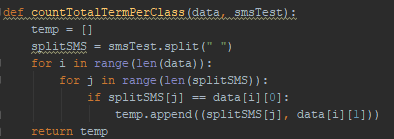 def countTotalTermPerClass(data, smsTest):
    temp = []
    splitSMS = smsTest.split(" ")
    for i in range(len(data)):
        for j in range(len(splitSMS)):
            if splitSMS[j] == data[i][0]:
                temp.append((splitSMS[j], data[i][1]))
    return temp